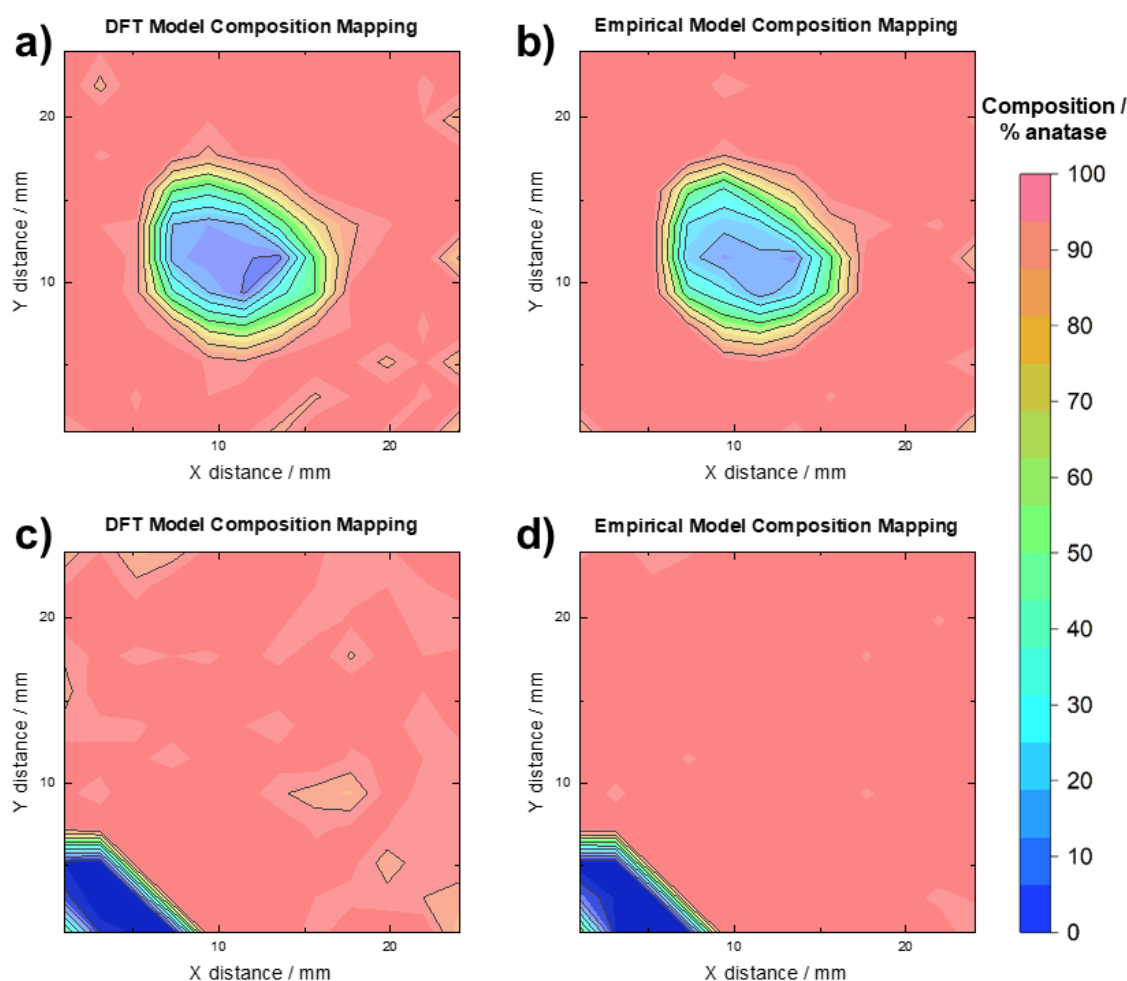 a)
DFT Model Composition Mapping
Y distance / mm
20
10
10
20
X distance / mm
b)
Empirical Model Composition Mapping
Y distance / mm
20
10
10
20
X distance / mm
Composition /
% anatase
100
90
80
70
60
50
40
30
20
10
0
c)
DFT Model Composition Mapping
Y distance / mm
20
10
10
20
X distance / mm
d)
Empirical Model Composition Mapping
Y distance / mm
20
10
10
20
X distance / mm